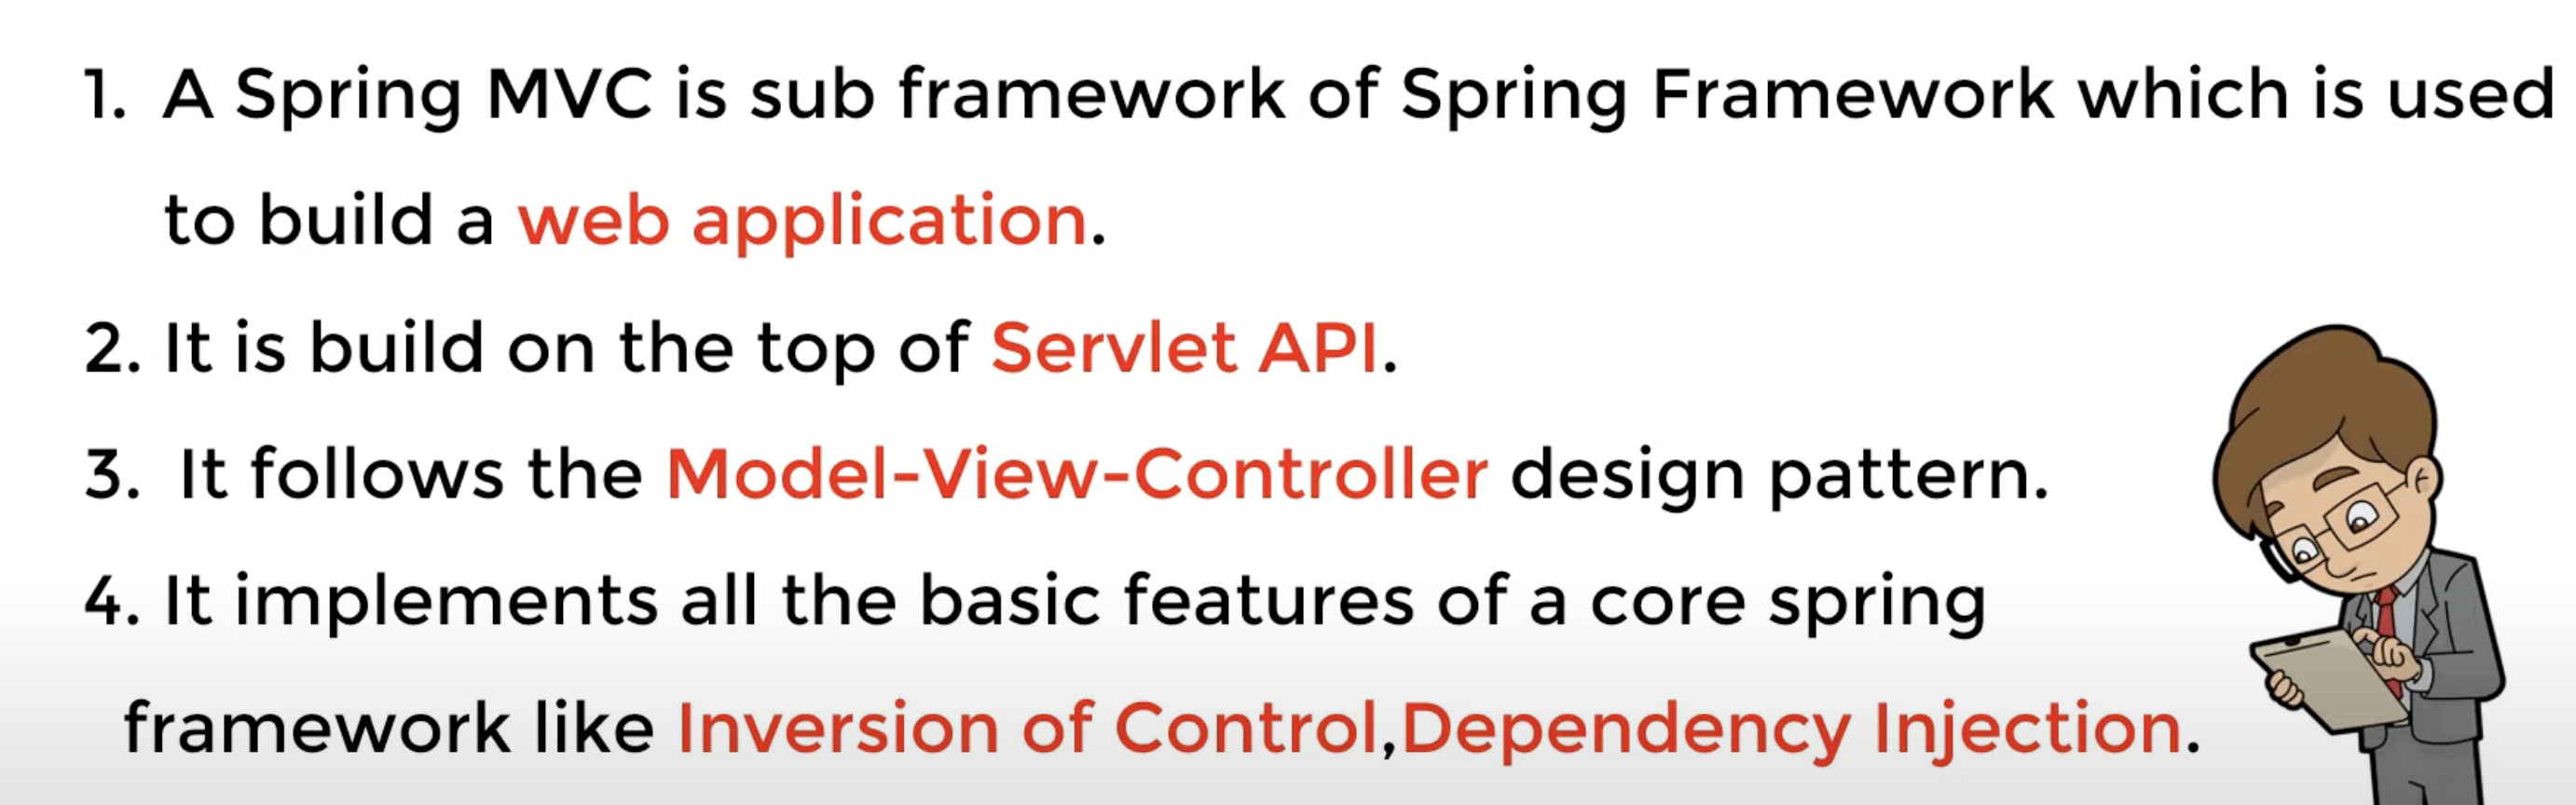 1. A Spring MVC is sub framework of Spring Framework which is used
to build a web application.
2. It is build on the top of Servlet API.
3. It follows the Model-View-Controller design pattern.
4. It implements all the basic features of a core spring
framework like Inversion of Control,Dependency Injection.